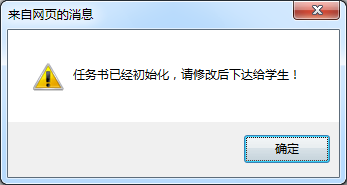 来自网页的消息
任务书已经初始化，请修改后下达给学生！
确定